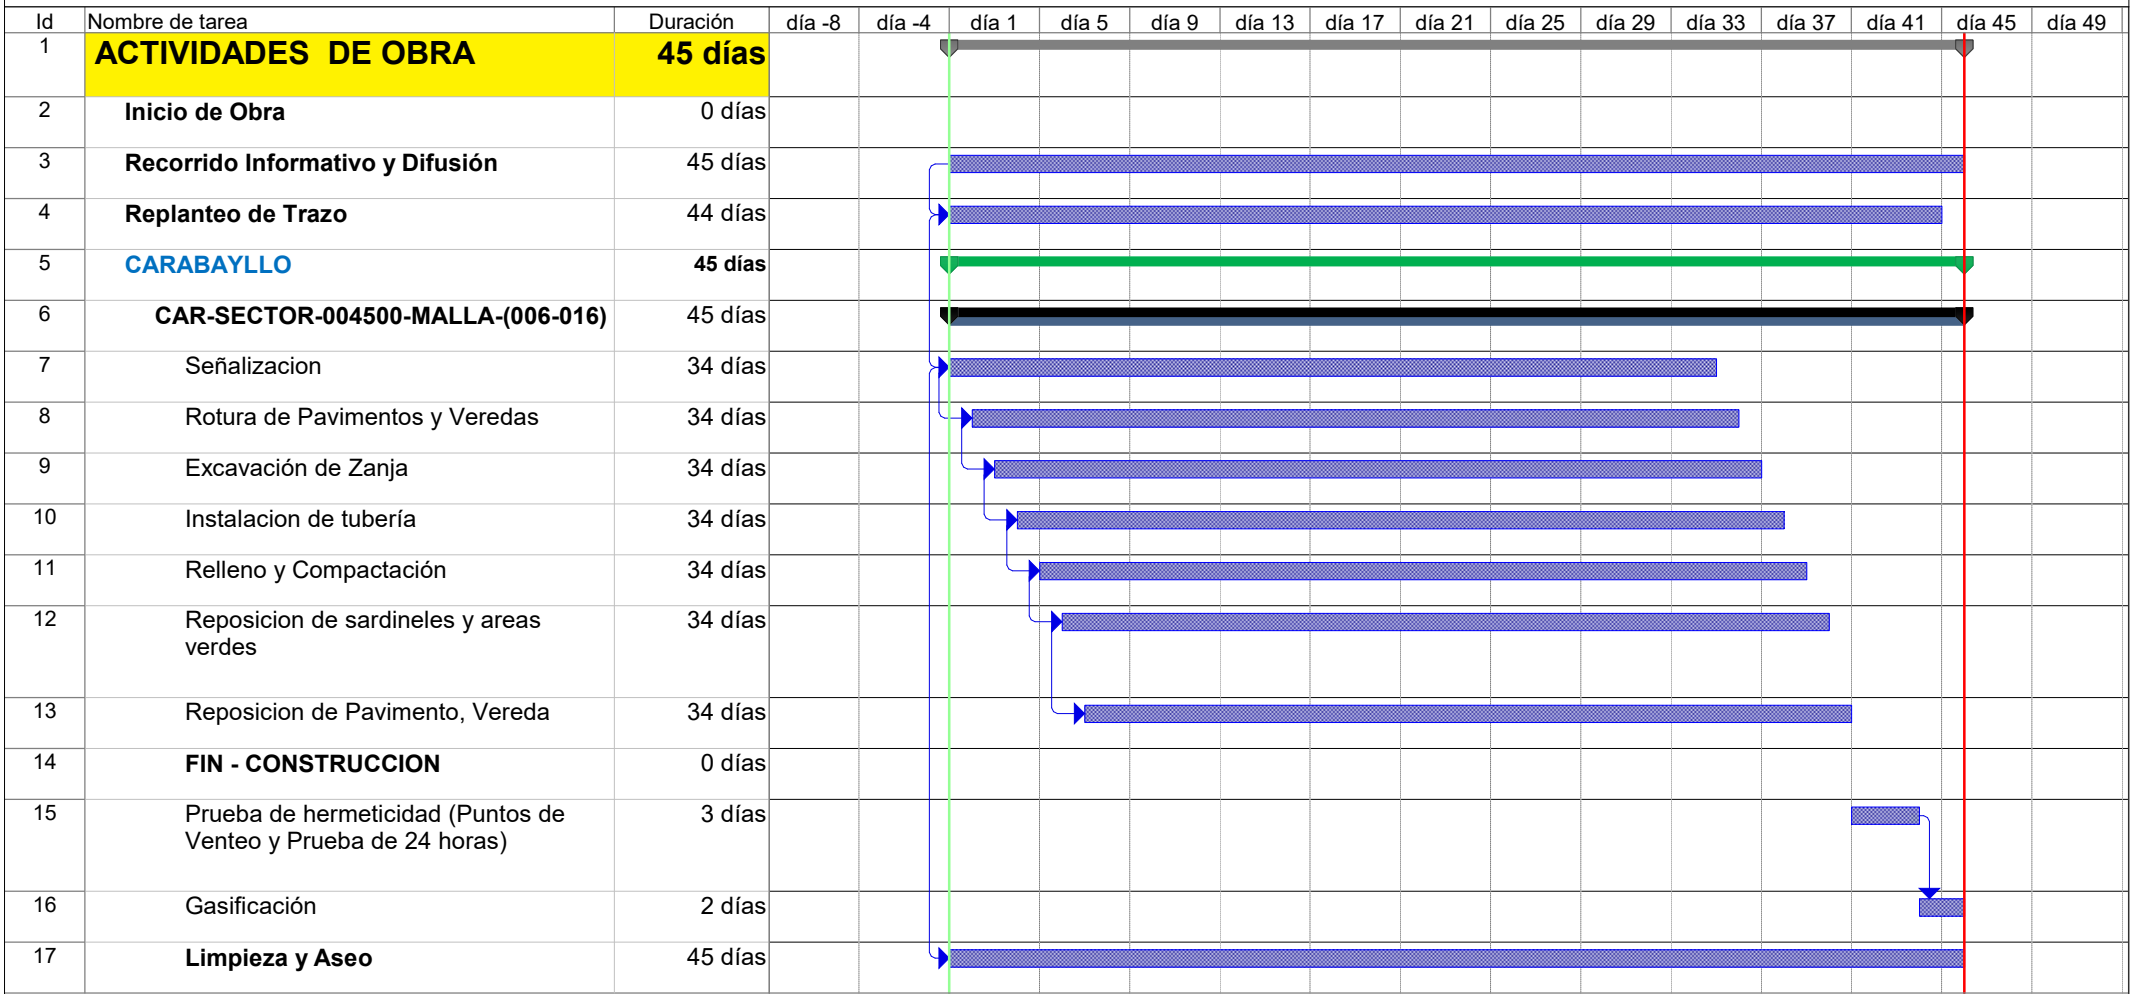 Id Nombre de tarea Duración día -8 día -4 día 1 día 5 día 9 día 13 día 17 día 21 día 25 día 29 día 33 día 37 día 41 día 45 día 49
1 ACTIVIDADES DE OBRA 45 días
2 Inicio de Obra 0 días
3 Recorrido Informativo y Difusión 45 días
4 Replanteo de Trazo 44 días
5 CARABAYLLO 45 días
6 CAR-SECTOR-004500-MALLA-(006-016) 45 días
7 Señalizacion 34 días
8 Rotura de Pavimentos y Veredas 34 días
9 Excavación de Zanja 34 días
10 Instalacion de tubería 34 días
11 Relleno y Compactación 34 días
12 Reposicion de sardineles y areas 34 días
verdes
13 Reposicion de Pavimento, Vereda 34 días
14 FIN - CONSTRUCCION 0 días
15 Prueba de hermeticidad (Puntos de 3 días
Venteo y Prueba de 24 horas)
16 Gasificación 2 días
17 Limpieza y Aseo 45 días